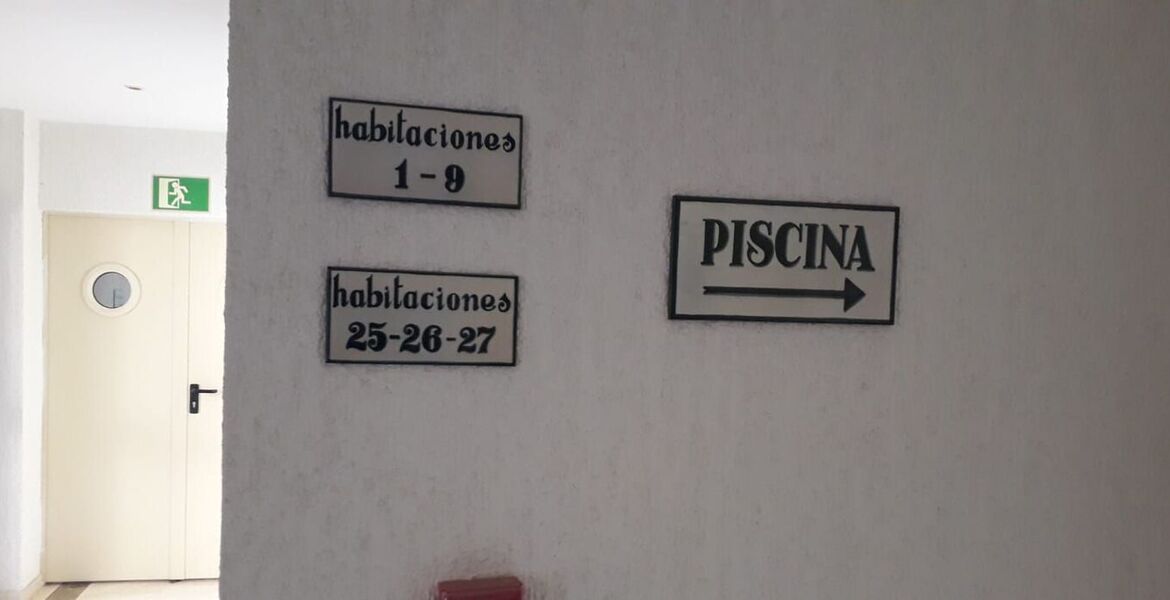 habitaciones
1-9
habitaciones
25-26-27
PISCINA